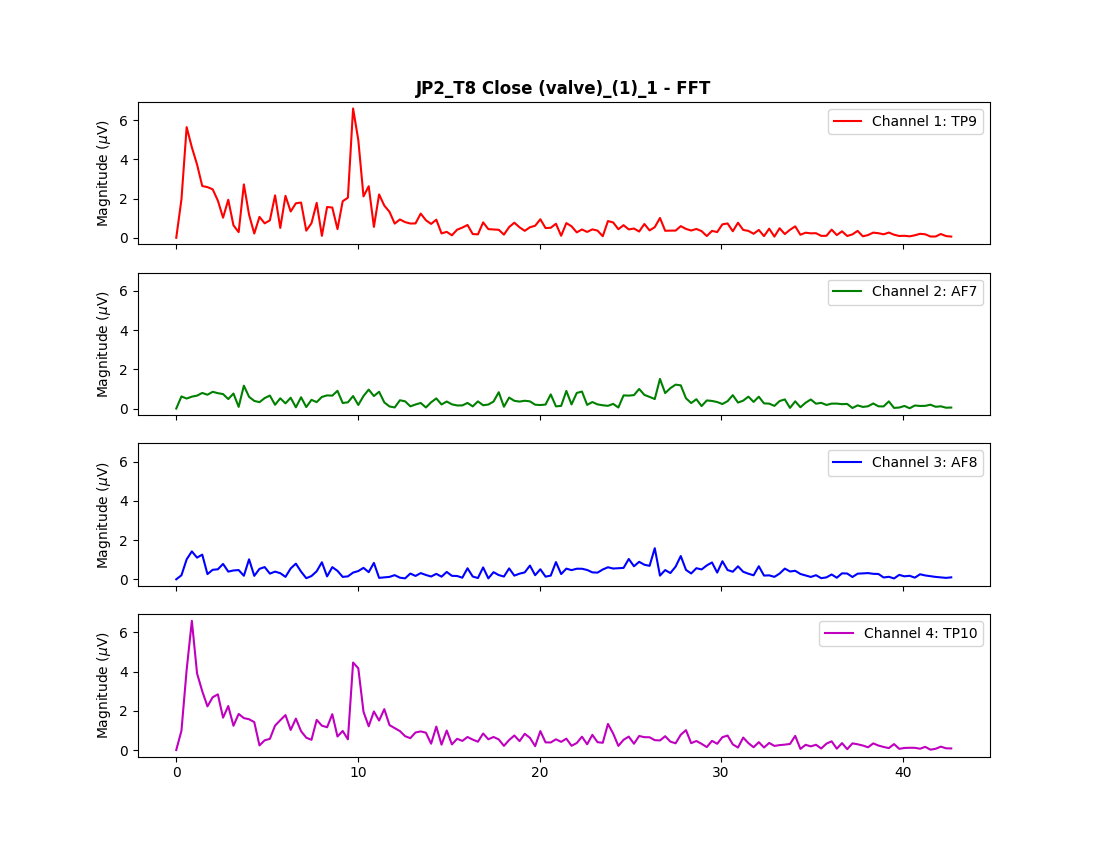 JP2_T8 Close (valve)_(1)_1 - FFT
Magnitude (μV)
6
4
2
0
Channel 1: TP9
Magnitude (μV)
6
4
2
0
Channel 2: AF7
Magnitude (μV)
6
4
2
0
Channel 3: AF8
Magnitude (μV)
6
4
2
0
Channel 4: TP10
0 10 20 30 40